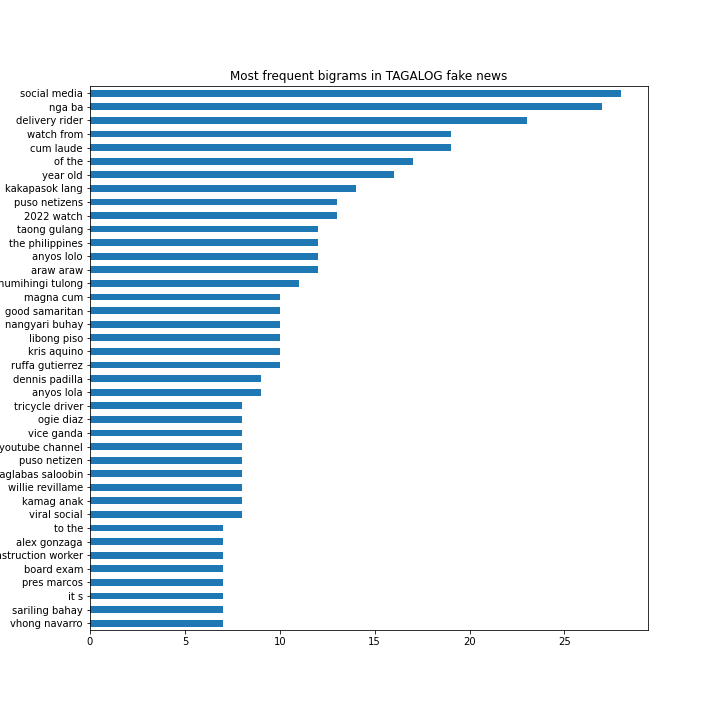 Most frequent bigrams in TAGALOG fake news
social media
nga ba
delivery rider
watch from
cum laude
of the
year old
kakapasok lang
puso netizens
2022 watch
taong gulang
the philippines
anyos lolo
araw araw
humihingi tulong
magna cum
good samaritan
nangyari buhay
libong piso
kris aquino
ruffa gutierrez
dennis padilla
anyos lola
tricycle driver
ogie diaz
vice ganda
youtube channel
puso netizen
aglabas saloobin
willie revillame
kamag anak
viral social
to the
alex gonzaga
nstruction worker
board exam
pres marcos
it s
sariling bahay
vhong navarro
0 5 10 15 20 25